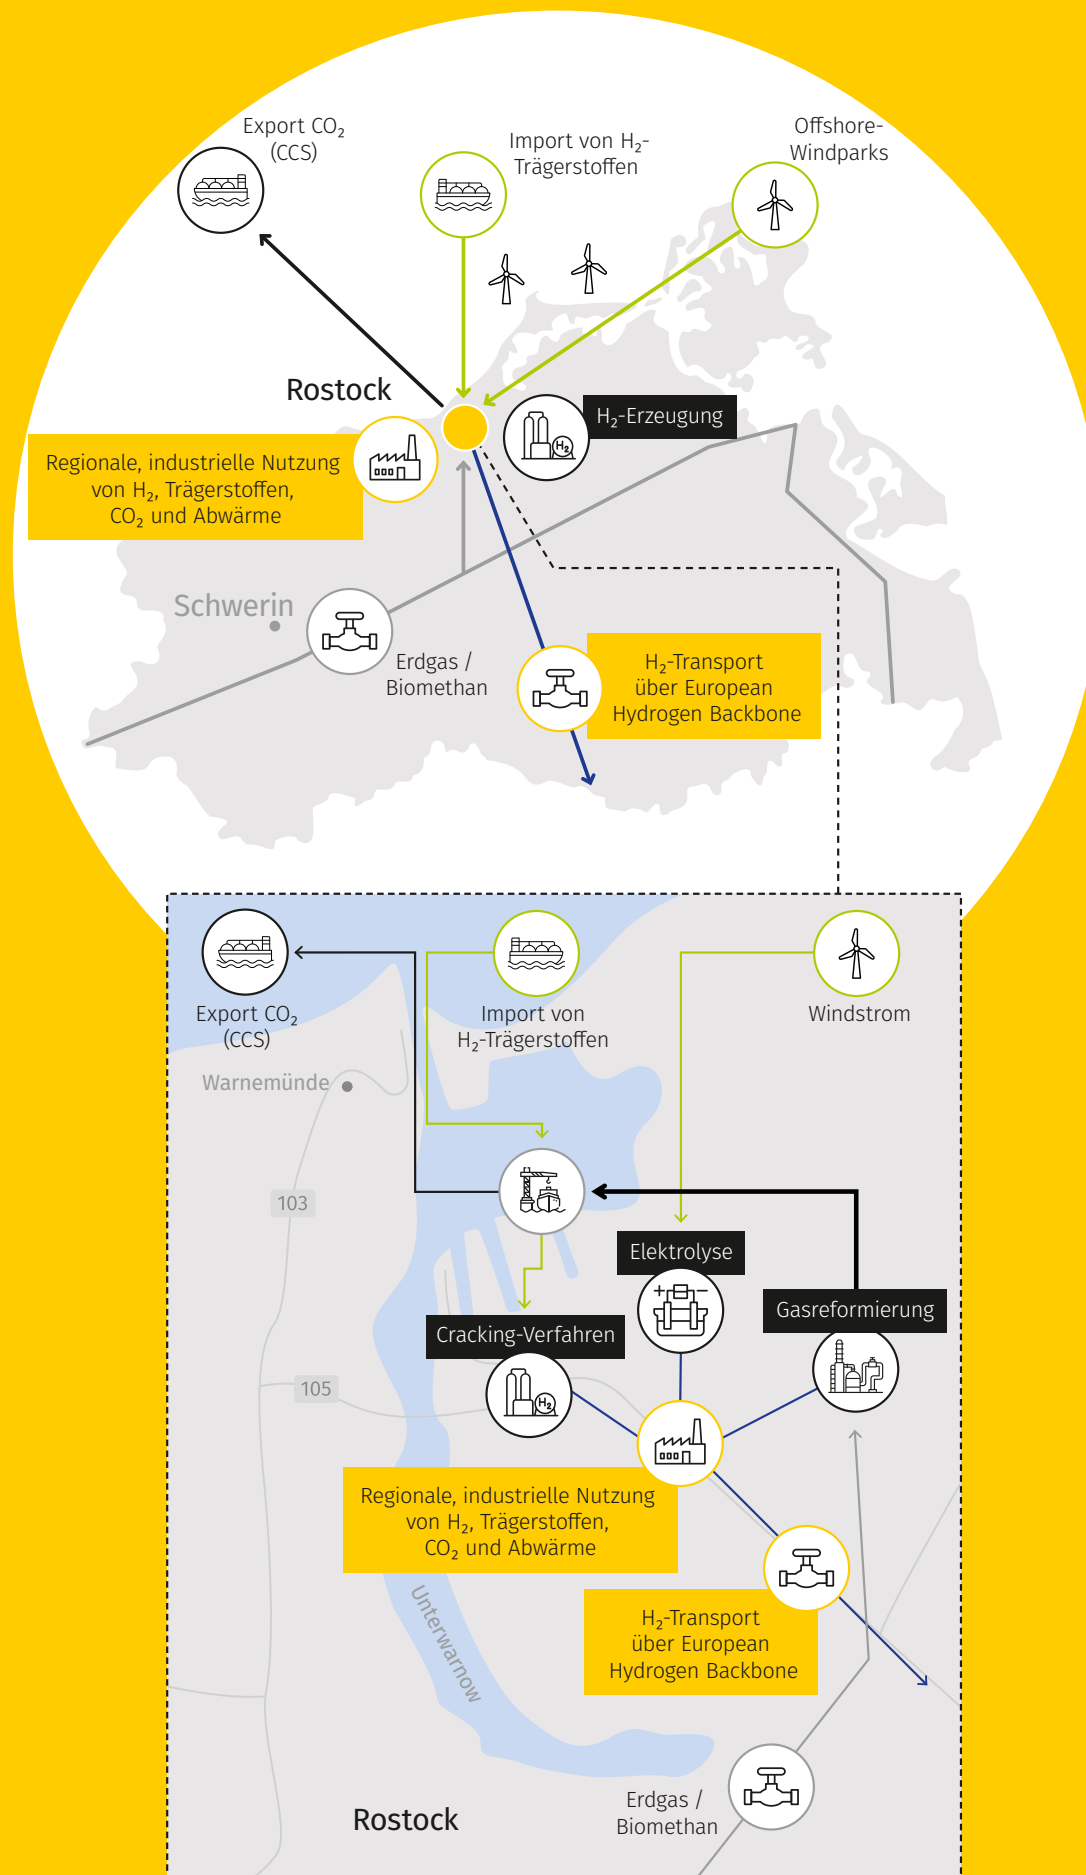 Export CO₂
(CCS)
Import von H₂-
Trägerstoffen
Offshore-
Windparks
Rostock
H₂-Erzeugung
H₂
Regionale, industrielle Nutzung
von H₂, Trägerstoffen,
CO₂ und Abwärme
Schwerin
Erdgas /
Biomethan
H₂-Transport
über European
Hydrogen Backbone
Export CO₂
(CCS)
Import von
H₂-Trägerstoffen
Windstrom
Warnemünde
103
Elektrolyse
Gasreformierung
Cracking-Verfahren
105
H₂
Regionale, industrielle Nutzung
von H₂, Trägerstoffen,
CO₂ und Abwärme
Unterwarnow
H₂-Transport
über European
Hydrogen Backbone
Erdgas /
Biomethan
Rostock